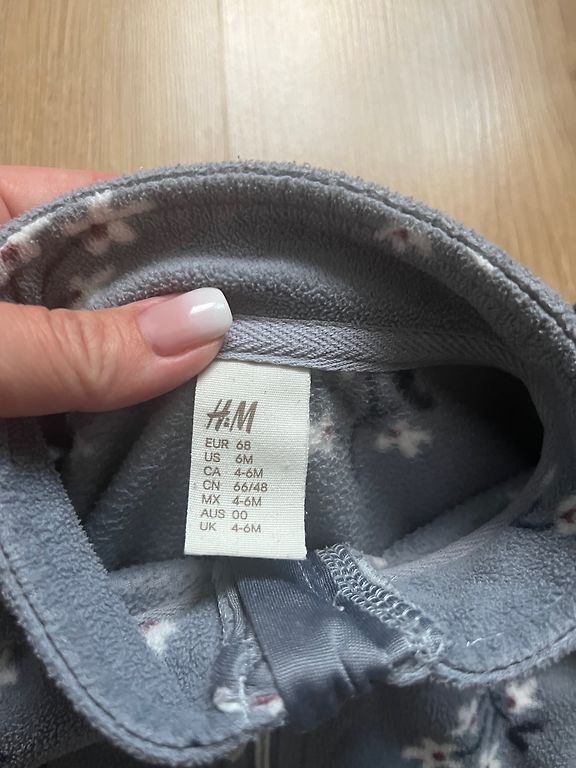 H&M
EUR 68
US 6M
CA 4-6M
CN 66/48
MX 4-6M
AUS 00
UK 4-6M